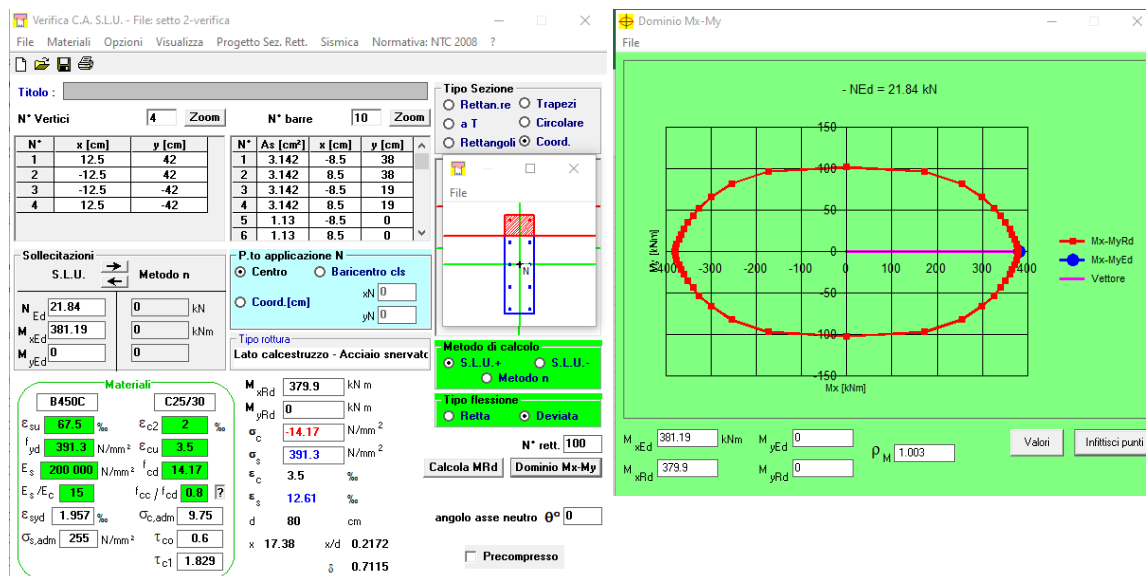 Verifica C.A. S.L.U. - File: setto 2-verifica
File Materiali Opzioni Visualizza Progetto Sez. Rett. Sismica Normativa: NTC 2008 ?
Titolo :
N° Vertici 4 Zoom N° barre 10 Zoom
N° x [cm] y [cm]
1 12.5 42
2 -12.5 42
3 -12.5 -42
4 12.5 -42
N° As [cm²] x [cm] y [cm]
1 3.142 -8.5 38
2 3.142 8.5 38
3 3.142 -8.5 19
4 3.142 8.5 19
5 1.13 -8.5 0
6 1.13 8.5 0
Tipo Sezione
Rettan.re Trapezi
a T Circolare
Rettangoli Coord.
File
N
Sollecitazioni
S.L.U. Metodo n
N Ed 21.84 0 kN
M xEd 381.19 0 kNm
M yEd 0 0
P.to applicazione N
Centro Baricentro cls
Coord.[cm] xN 0
yN 0
Tipo rottura
Lato calcestruzzo - Acciaio snervato
Metodo di calcolo
S.L.U.+ S.L.U.-
Metodo n
Tipo flessione
Retta Deviata
N° rett. 100
Calcola MRd Dominio Mx-My
angolo asse neutro θ° 0
Precompresso
Materiali
B450C C25/30
εsu 67.5 ‰ εc2 2 ‰
fyd 391.3 N/mm² εcu 3.5
Es 200 000 N/mm² fcd 14.17
Es/Ec 15 fcc / fcd 0.8 ?
εsyd 1.957 ‰ σc,adm 9.75
σs,adm 255 N/mm² τco 0.6
τc1 1.829
M xRd 379.9 kN m
M yRd 0 kN m
σc -14.17 N/mm²
σs 391.3 N/mm²
εc 3.5 ‰
εs 12.61 ‰
d 80 cm
x 17.38 x/d 0.2172
δ 0.7115
Dominio Mx-My
File
- NEd = 21.84 kN
150
100
50
0
-50
-100
-150
-400 -300 -200 -100 0 100 200 300 400
Mx [kNm]
Mx-MyRd
Mx-MyEd
Vettore
M xEd 381.19 kNm M yEd 0
M xRd 379.9 M yRd 0
ρ M 1.003
Valori Infittisci punti